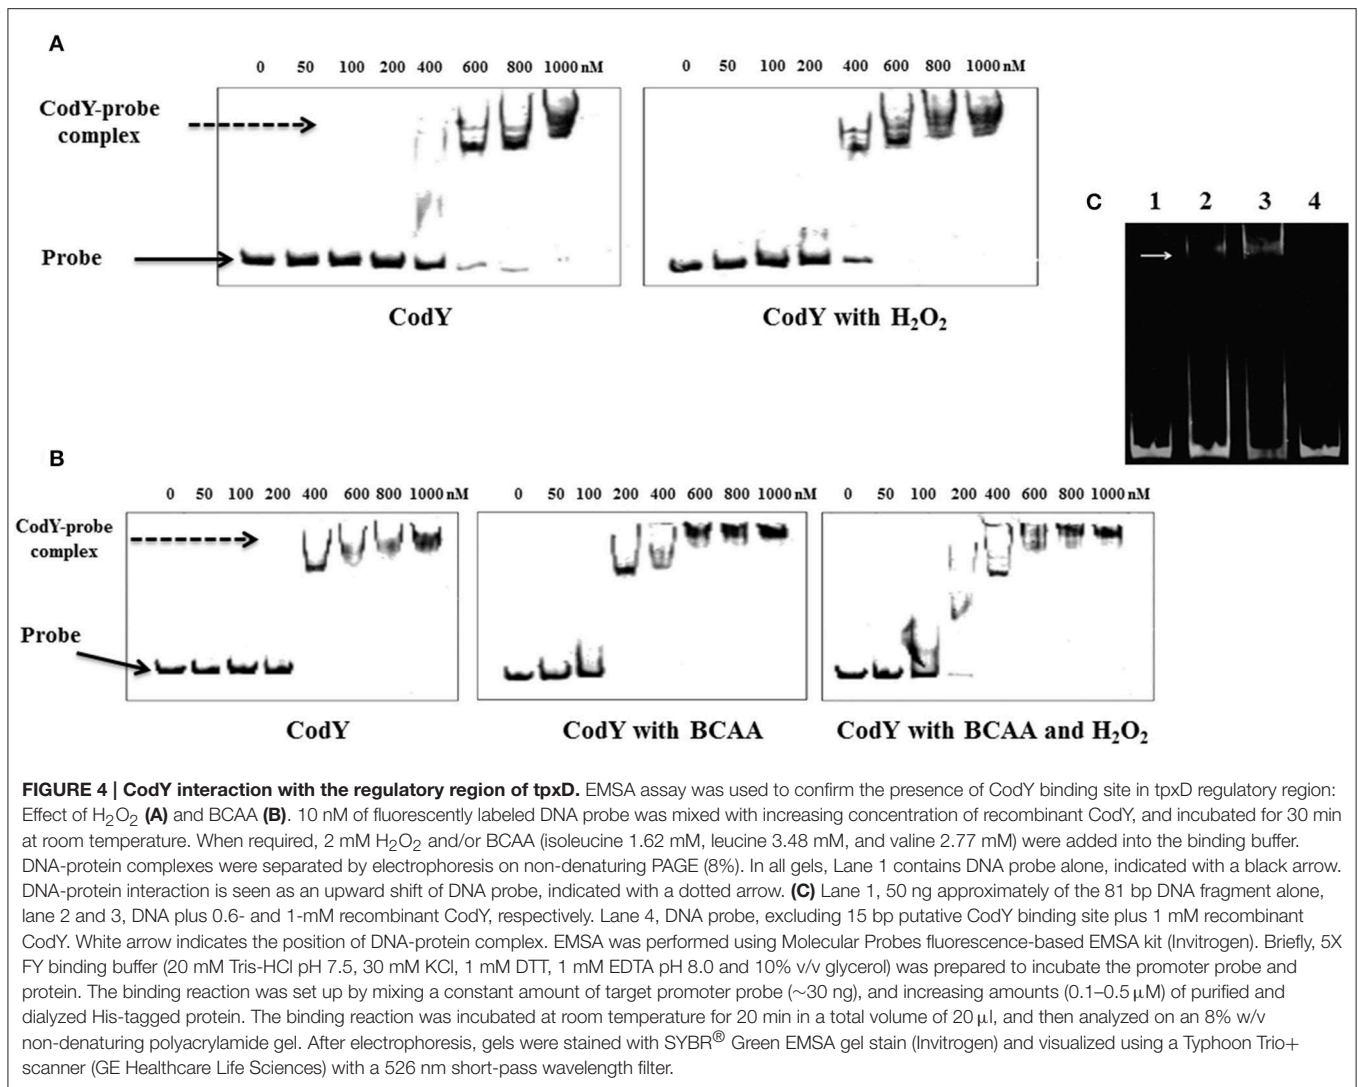 A
0 50 100 200 400 600 800 1000 nM
0 50 100 200 400 600 800 1000 nM
CodY-probe
complex
Probe
CodY
CodY with H₂O₂
C 1 2 3 4
B
0 50 100 200 400 600 800 1000 nM
0 50 100 200 400 600 800 1000 nM
0 50 100 200 400 600 800 1000 nM
CodY-probe
complex
Probe
CodY
CodY with BCAA
CodY with BCAA and H₂O₂
FIGURE 4 | CodY interaction with the regulatory region of tpxD. EMSA assay was used to confirm the presence of CodY binding site in tpxD regulatory region:
Effect of H₂O₂ (A) and BCAA (B). 10 nM of fluorescently labeled DNA probe was mixed with increasing concentration of recombinant CodY, and incubated for 30 min
at room temperature. When required, 2 mM H₂O₂ and/or BCAA (isoleucine 1.62 mM, leucine 3.48 mM, and valine 2.77 mM) were added into the binding buffer.
DNA-protein complexes were separated by electrophoresis on non-denaturing PAGE (8%). In all gels, Lane 1 contains DNA probe alone, indicated with a black arrow.
DNA-protein interaction is seen as an upward shift of DNA probe, indicated with a dotted arrow. (C) Lane 1, 50 ng approximately of the 81 bp DNA fragment alone,
lane 2 and 3, DNA plus 0.6- and 1-mM recombinant CodY, respectively. Lane 4, DNA probe, excluding 15 bp putative CodY binding site plus 1 mM recombinant
CodY. White arrow indicates the position of DNA-protein complex. EMSA was performed using Molecular Probes fluorescence-based EMSA kit (Invitrogen). Briefly, 5X
FY binding buffer (20 mM Tris-HCl pH 7.5, 30 mM KCl, 1 mM DTT, 1 mM EDTA pH 8.0 and 10% v/v glycerol) was prepared to incubate the promoter probe and
protein. The binding reaction was set up by mixing a constant amount of target promoter probe (∼30 ng), and increasing amounts (0.1–0.5 μM) of purified and
dialyzed His-tagged protein. The binding reaction was incubated at room temperature for 20 min in a total volume of 20 μl, and then analyzed on an 8% w/v
non-denaturing polyacrylamide gel. After electrophoresis, gels were stained with SYBR® Green EMSA gel stain (Invitrogen) and visualized using a Typhoon Trio+
scanner (GE Healthcare Life Sciences) with a 526 nm short-pass wavelength filter.